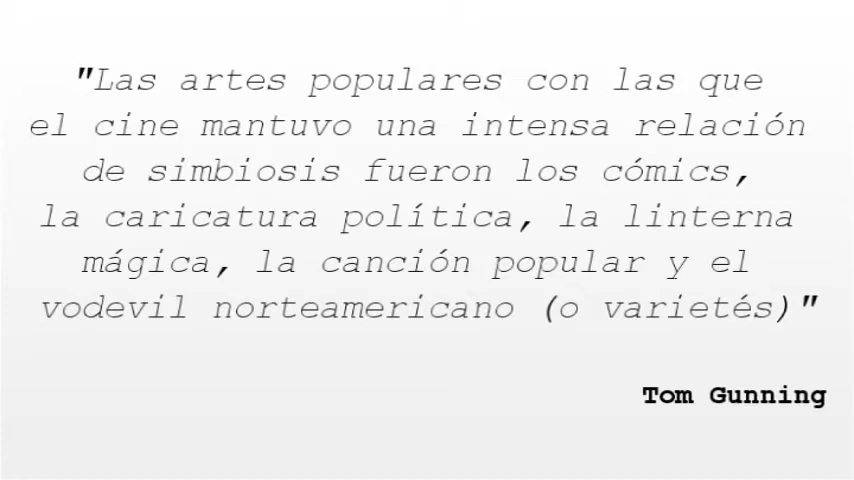 "Las artes populares con las que
el cine mantuvo una intensa relación
de simbiosis fueron los cómics,
la caricatura política, la linterna
mágica, la canción popular y el
vodevil norteamericano (o varietés)"
Tom Gunning